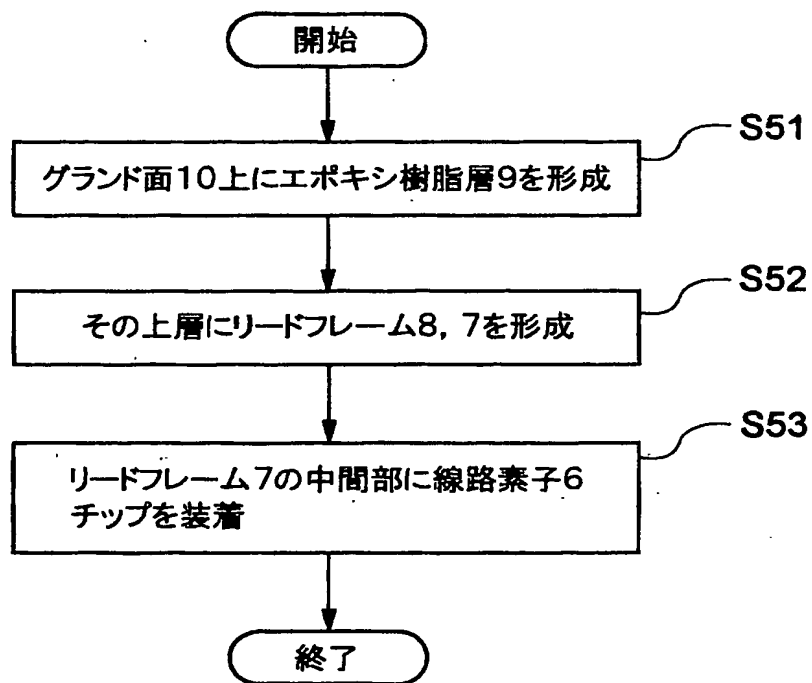 開始
S51
グランド面10上にエポキシ樹脂層9を形成
S52
その上層にリードフレーム8，7を形成
S53
リードフレーム7の中間部に線路素子6
チップを装着
終了